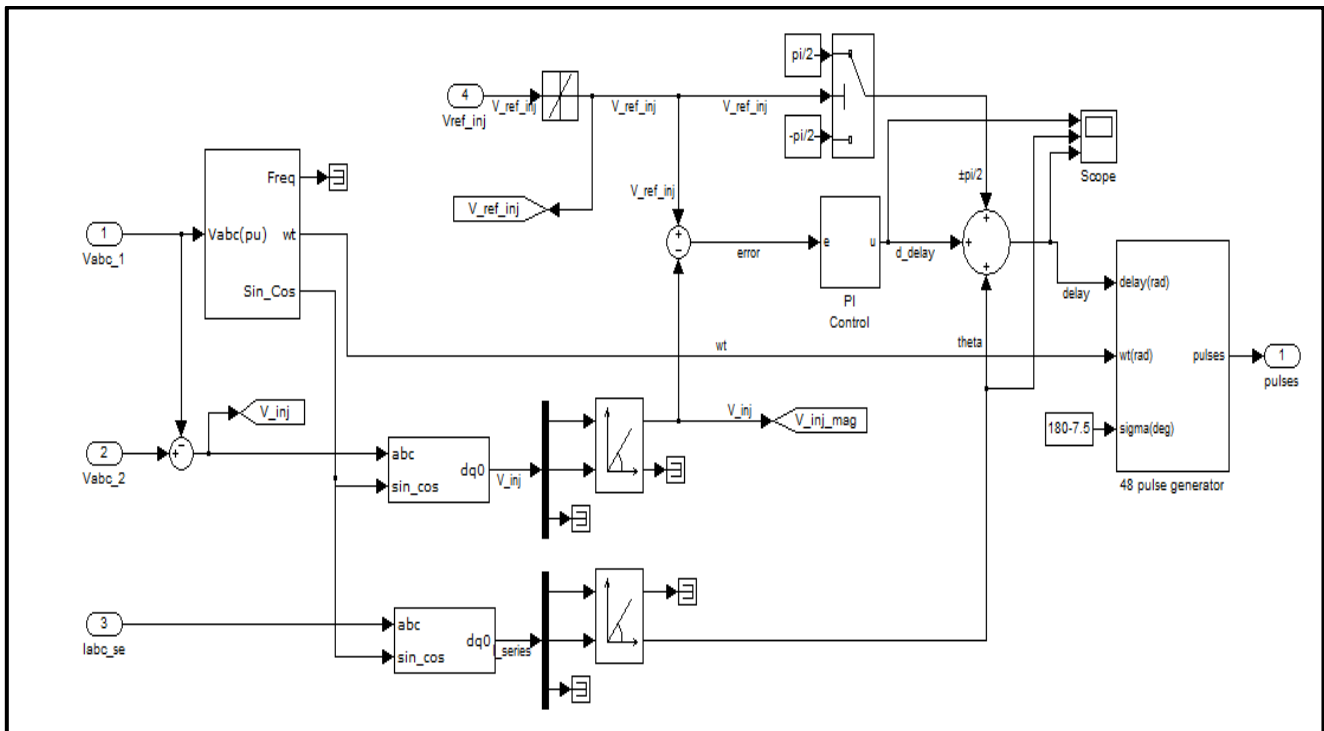 pi/2
4
V_ref_inj
V_ref_inj
V_ref_inj
Vref_inj
-pi/2
Scope
±pi/2
Freq
V_ref_inj
V_ref_inj
1
Vabc(pu)
wt
Vabc_1
error
e
u
d_delay
Sin_Cos
PI
Control
delay
delay(rad)
wt
theta
wt(rad)
pulses
1
pulses
V_inj
V_inj
V_inj_mag
180-7.5
sigma(deg)
2
Vabc_2
abc
dq0
V_inj
sin_cos
48 pulse generator
3
Iabc_se
abc
dq0
I_series
sin_cos